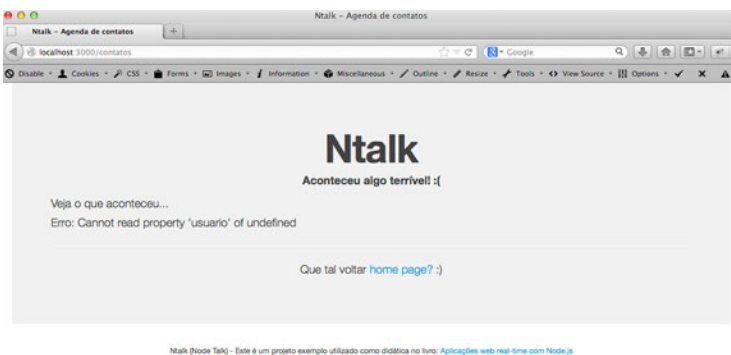 Ntalk - Agenda de contatos
Ntalk - Agenda de contatos
localhost:3000/contatos
Google
Disable Cookies CSS Forms Images Information Miscellaneous Outline Resize Tools View Source Options
Ntalk
Aconteceu algo terrível! :(
Veja o que aconteceu...
Erro: Cannot read property 'usuario' of undefined
Que tal voltar home page? :)
Ntalk (Node Talk) - Este é um projeto exemplo utilizado como didática no livro: Aplicações web real-time com Node.js